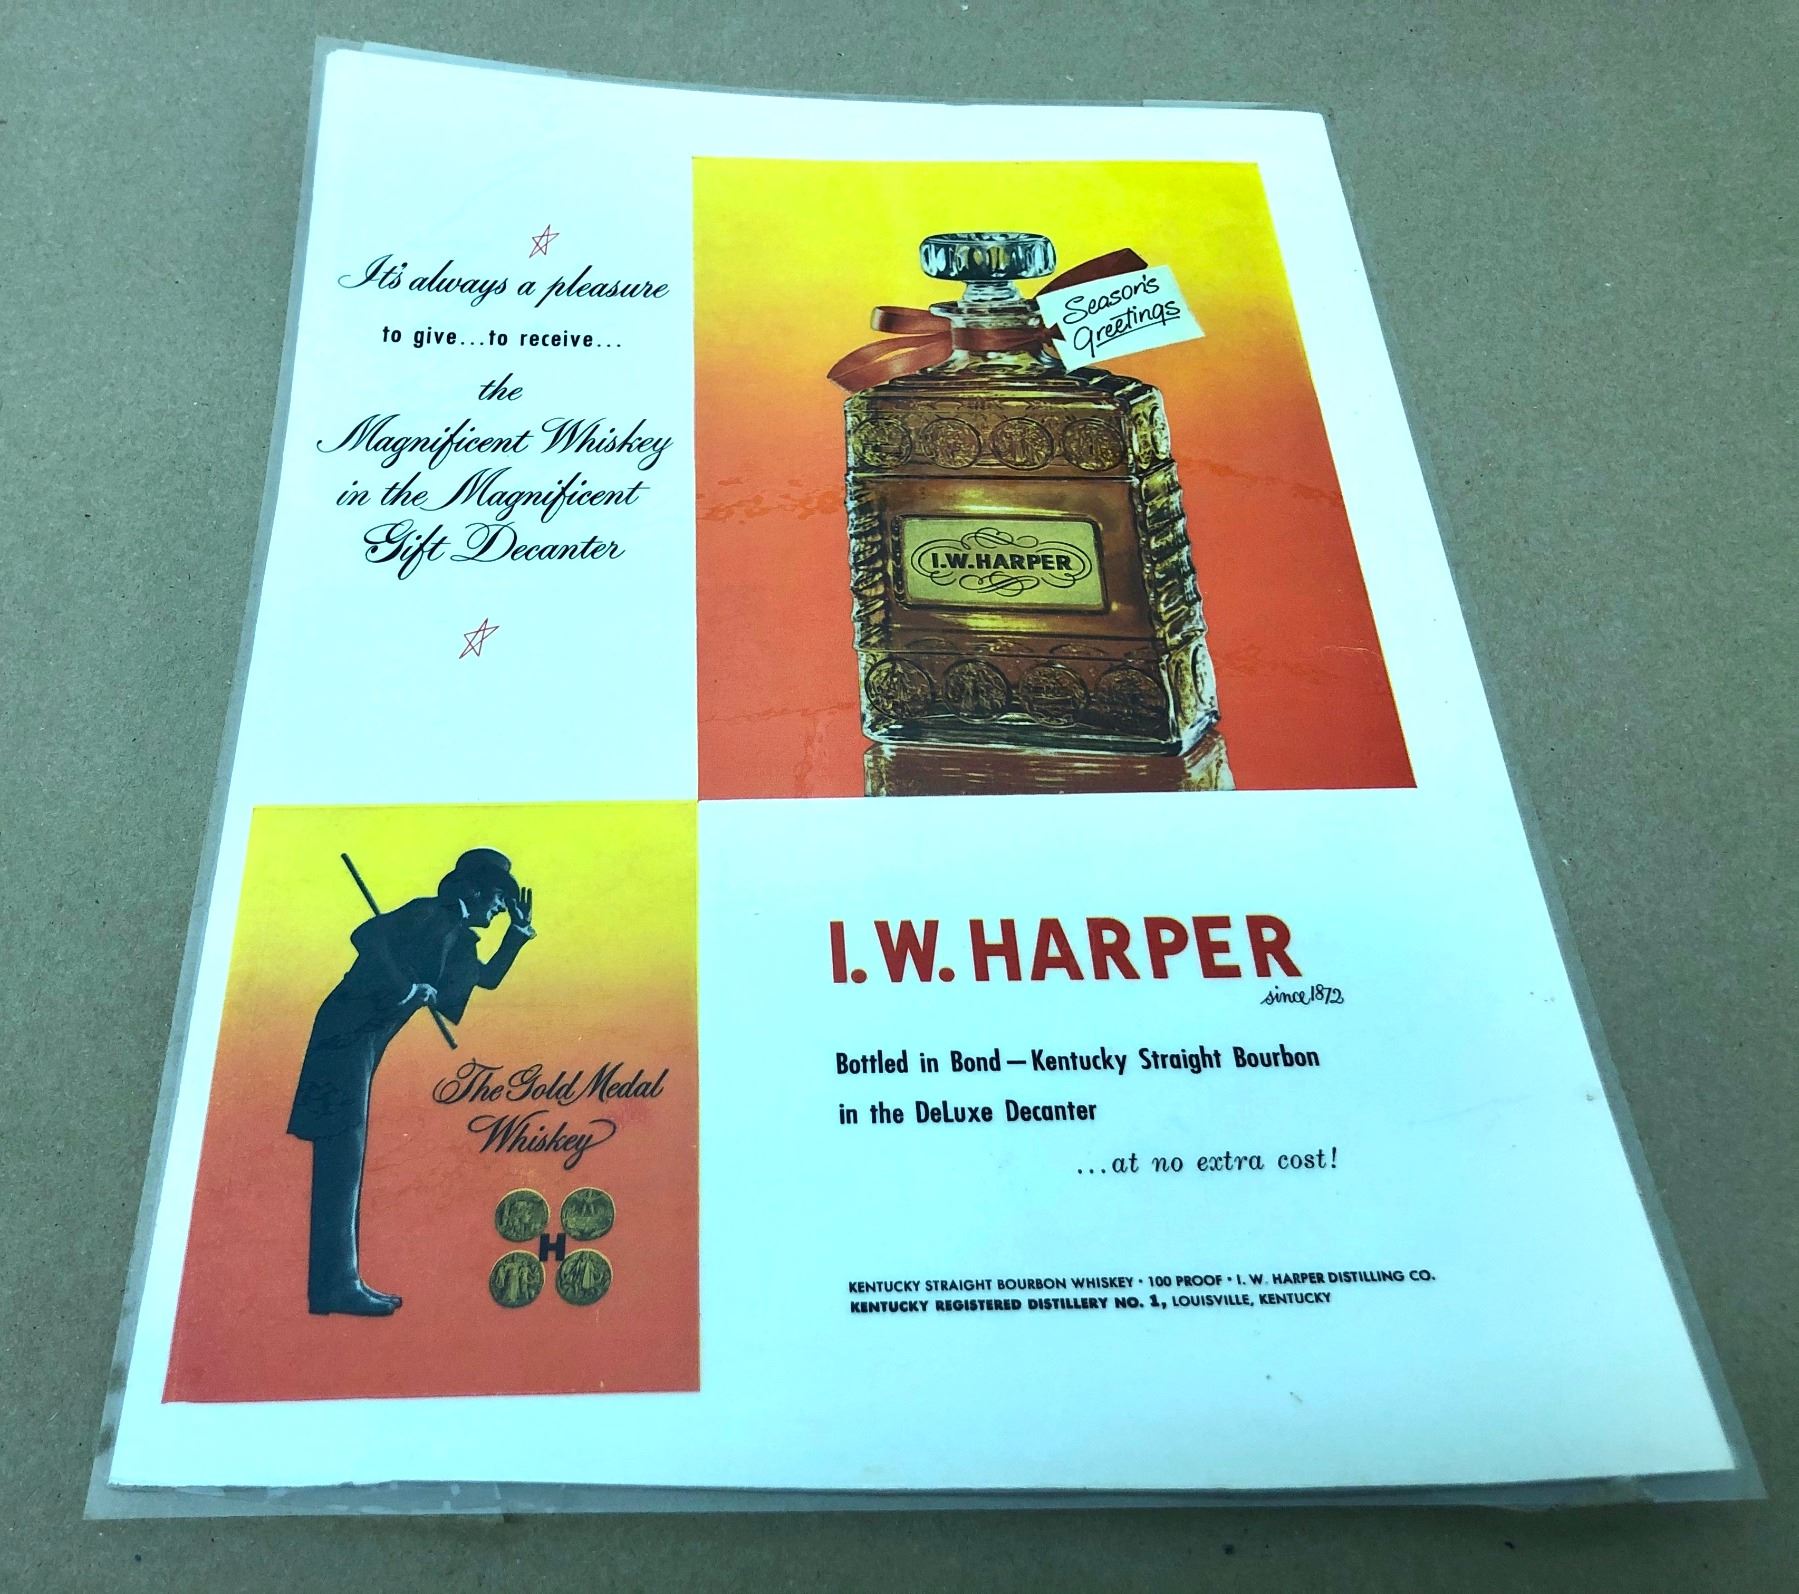 It's always a pleasure
to give...to receive...
the
Magnificent Whiskey
in the Magnificent
Gift Decanter
Season's
Greetings
I.W.HARPER
The Gold Medal
Whiskey
H
I.W. HARPER
since 1872
Bottled in Bond — Kentucky Straight Bourbon
in the DeLuxe Decanter
...at no extra cost!
KENTUCKY STRAIGHT BOURBON WHISKEY • 100 PROOF • I. W. HARPER DISTILLING CO.
KENTUCKY REGISTERED DISTILLERY NO. 1, LOUISVILLE, KENTUCKY